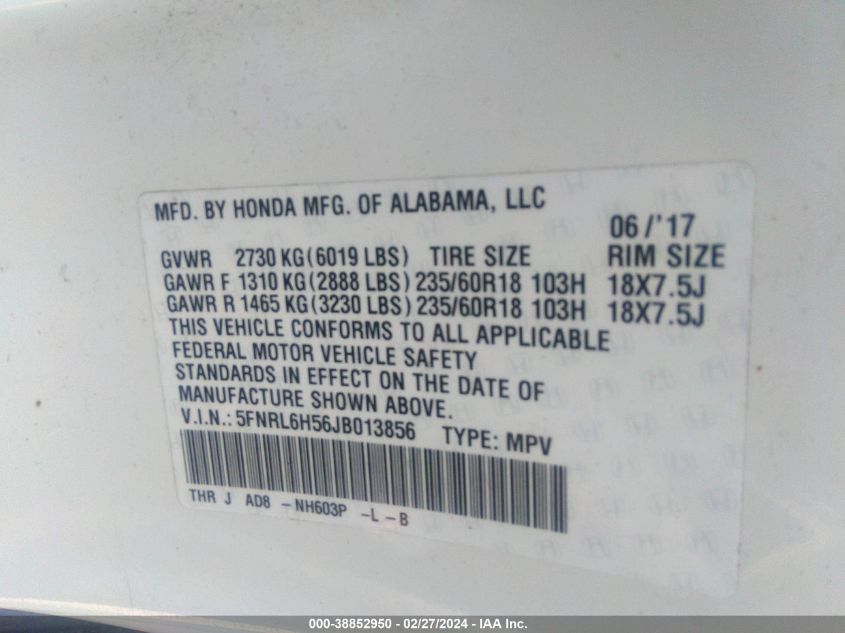 MFD. BY HONDA MFG. OF ALABAMA, LLC
06/'17
GVWR 2730 KG(6019 LBS) TIRE SIZE RIM SIZE
GAWR F 1310 KG(2888 LBS) 235/60R18 103H 18X7.5J
GAWR R 1465 KG(3230 LBS) 235/60R18 103H 18X7.5J
THIS VEHICLE CONFORMS TO ALL APPLICABLE
FEDERAL MOTOR VEHICLE SAFETY
STANDARDS IN EFFECT ON THE DATE OF
MANUFACTURE SHOWN ABOVE.
V.I.N.: 5FNRL6H56JB013856 TYPE: MPV
THR J AD8 -NH603P -L -B
000-38852950 - 02/27/2024 - IAA Inc.